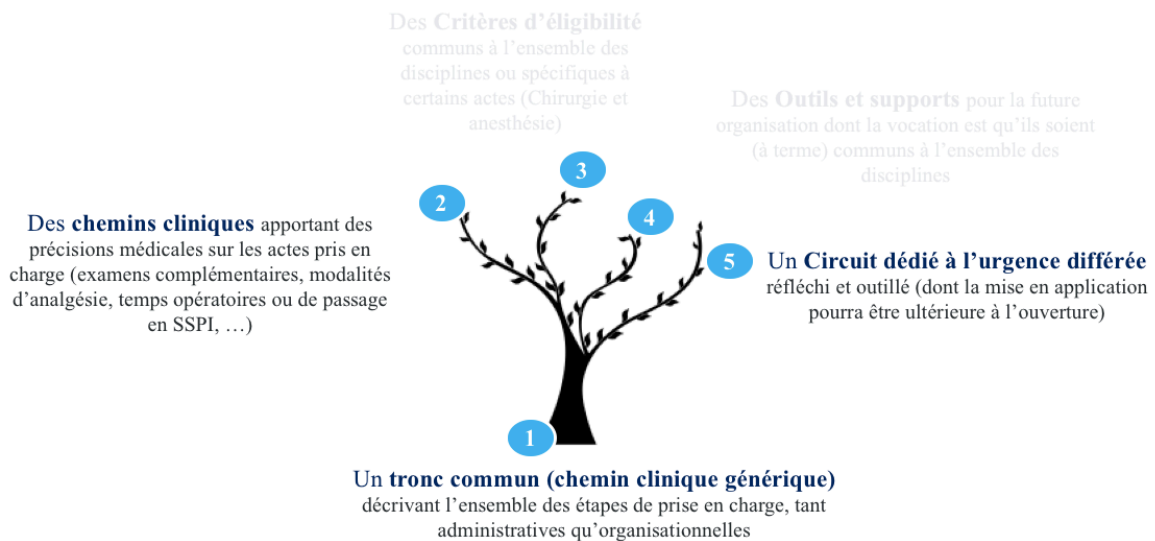 Des Critères d’éligibilité
communs à l’ensemble des
disciplines ou spécifiques à
certains actes (Chirurgie et
anesthésie)
Des Outils et supports pour la future
organisation dont la vocation est qu’ils soient
(à terme) communs à l’ensemble des
disciplines
3
2
4
Des chemins cliniques apportant des
précisions médicales sur les actes pris en
charge (examens complémentaires, modalités
d’analgésie, temps opératoires ou de passage
en SSPI, …)
5
Un Circuit dédié à l’urgence différée
réfléchi et outillé (dont la mise en application
pourra être ultérieure à l’ouverture)
1
Un tronc commun (chemin clinique générique)
décrivant l’ensemble des étapes de prise en charge, tant
administratives qu’organisationnelles